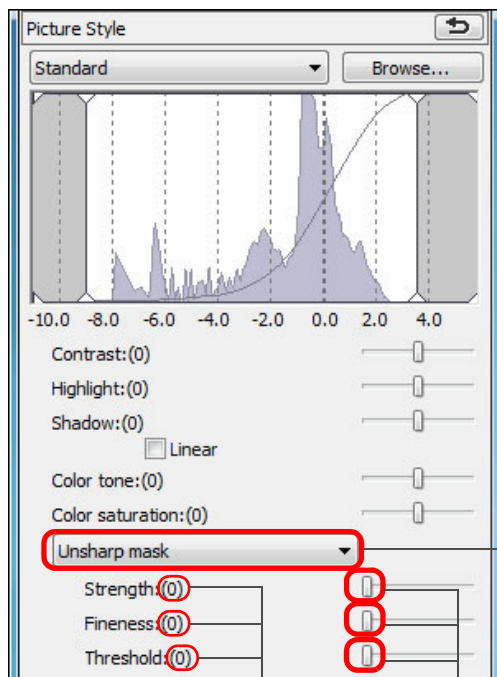 Picture Style
Standard Browse...
-10.0 -8.0 -6.0 -4.0 -2.0 0.0 2.0 4.0
Contrast:(0)
Highlight:(0)
Shadow:(0)
Linear
Color tone:(0)
Color saturation:(0)
Unsharp mask
Strength:(0)
Fineness:(0)
Threshold:(0)